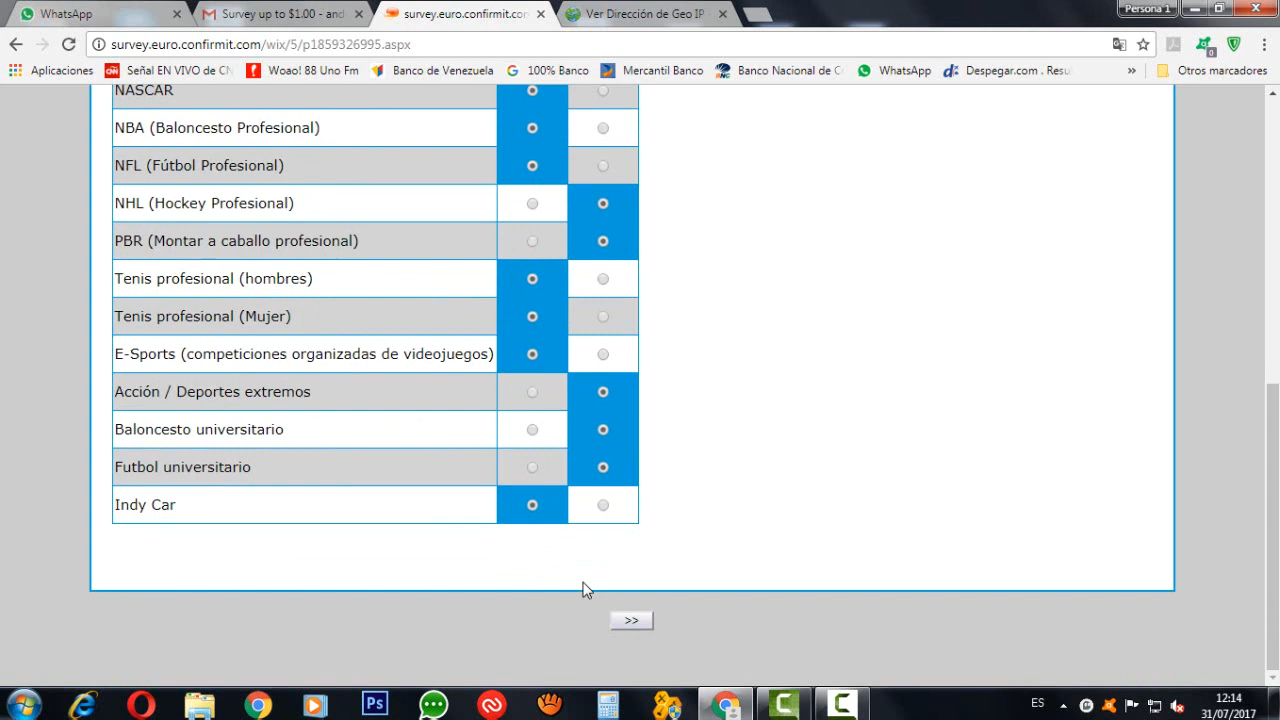 WhatsApp
Survey up to $1.00 - and
survey.euro.confirmit.con
Ver Dirección de Geo IP
Persona 1
survey.euro.confirmit.com/wix/5/p1859326995.aspx
0
Aplicaciones
Señal EN VIVO de CN
Woao! 88 Uno Fm
Banco de Venezuela
100% Banco
Mercantil Banco
Banco Nacional de C
WhatsApp
Despegar.com . Resu
»
Otros marcadores
NASCAR
NBA (Baloncesto Profesional)
NFL (Fútbol Profesional)
NHL (Hockey Profesional)
PBR (Montar a caballo profesional)
Tenis profesional (hombres)
Tenis profesional (Mujer)
E-Sports (competiciones organizadas de videojuegos)
Acción / Deportes extremos
Baloncesto universitario
Futbol universitario
Indy Car
>>
Ps
ES
12:14
31/07/2017